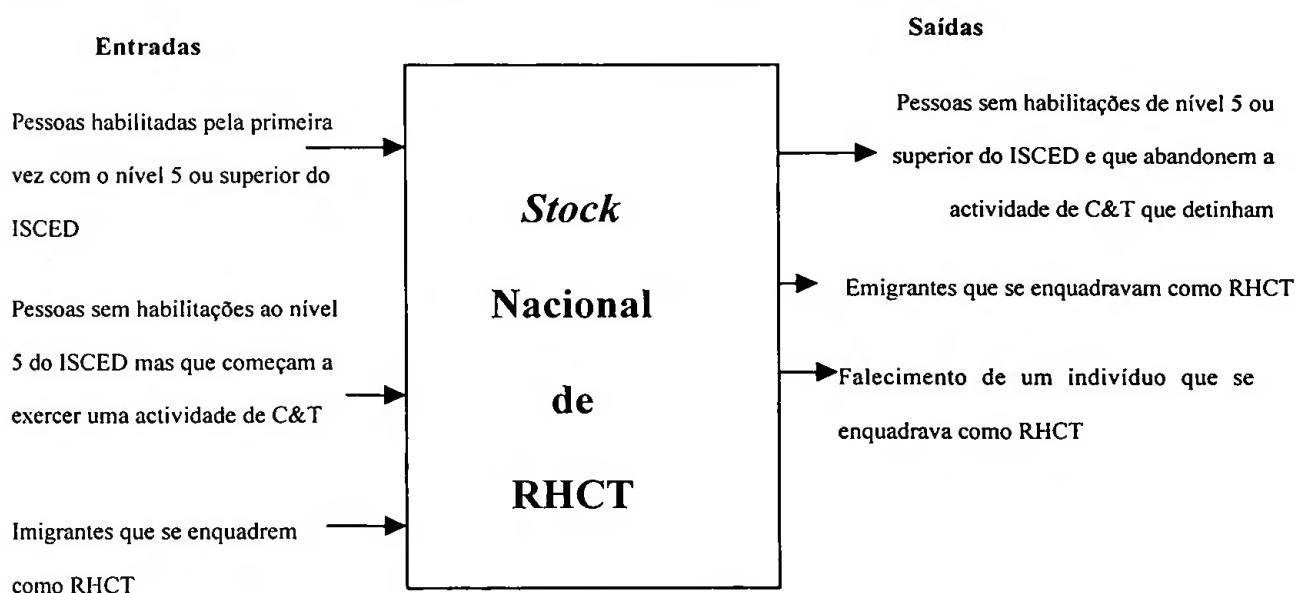 Entradas
Pessoas habilitadas pela primeira
vez com o nível 5 ou superior do
ISCED
Pessoas sem habilitações ao nível
5 do ISCED mas que começam a
exercer uma actividade de C&T
Imigrantes que se enquadrem
como RHCT
Stock
Nacional
de
RHCT
Saídas
Pessoas sem habilitações de nível 5 ou
superior do ISCED e que abandonem a
actividade de C&T que detinham
Emigrantes que se enquadravam como RHCT
Falecimento de um indivíduo que se
enquadrava como RHCT